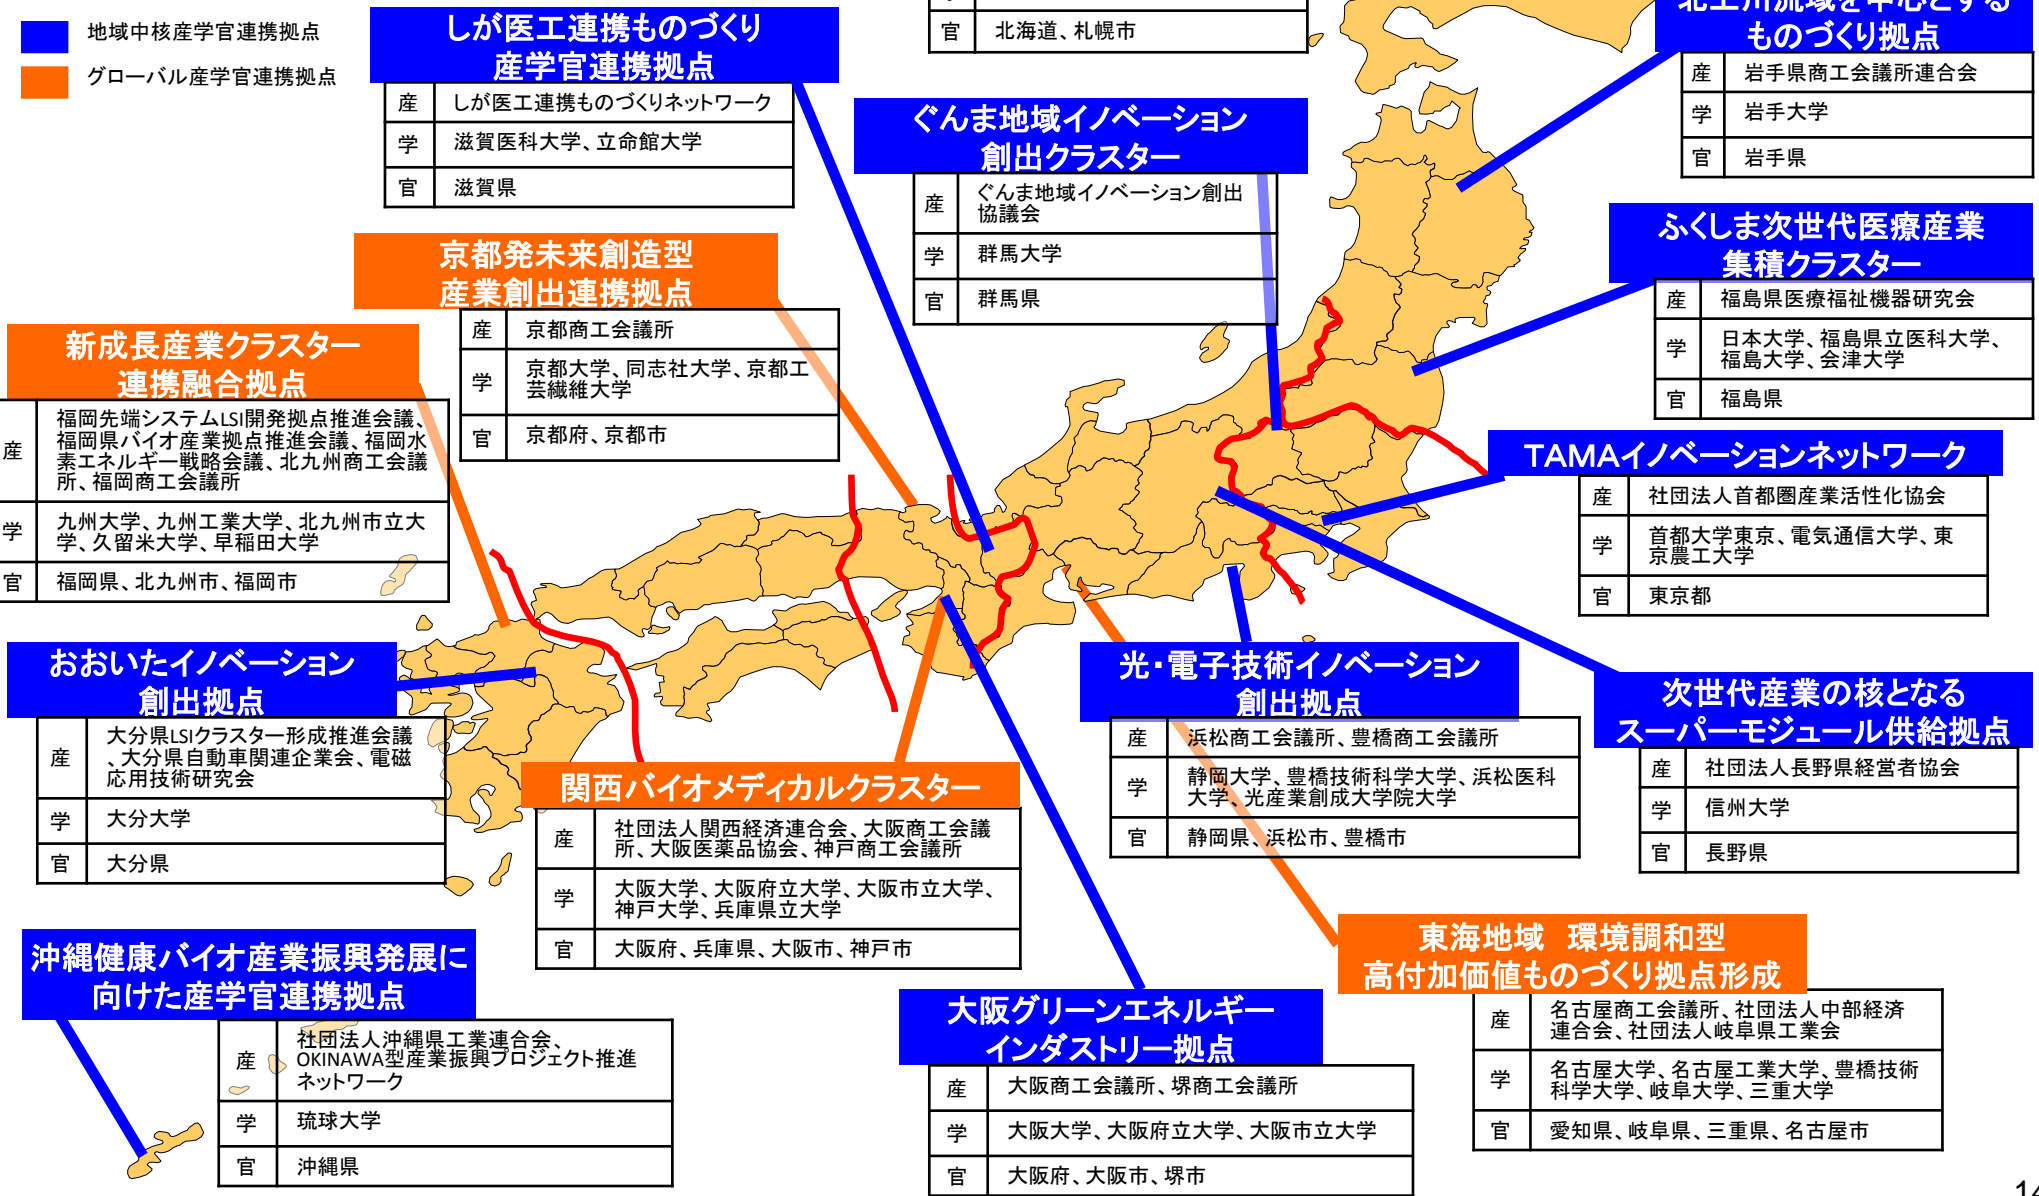 地域中核産学官連携拠点
グローバル産学官連携拠点
しが医工連携ものづくり
産学官連携拠点
産 しが医工連携ものづくりネットワーク
学 滋賀医科大学、立命館大学
官 滋賀県
官 北海道、札幌市
北上川流域を中心とする
ものづくり拠点
産 岩手県商工会議所連合会
学 岩手大学
官 岩手県
ぐんま地域イノベーション
創出クラスター
産 ぐんま地域イノベーション創出
協議会
学 群馬大学
官 群馬県
ふくしま次世代医療産業
集積クラスター
産 福島県医療福祉機器研究会
学 日本大学、福島県立医科大学、
福島大学、会津大学
官 福島県
京都発未来創造型
産業創出連携拠点
産 京都商工会議所
学 京都大学、同志社大学、京都工
芸繊維大学
官 京都府、京都市
新成長産業クラスター
連携融合拠点
産 福岡先端システムLSI開発拠点推進会議、
福岡県バイオ産業拠点推進会議、福岡水
素エネルギー戦略会議、北九州商工会議
所、福岡商工会議所
学 九州大学、九州工業大学、北九州市立大
学、久留米大学、早稲田大学
官 福岡県、北九州市、福岡市
TAMAイノベーションネットワーク
産 社団法人首都圏産業活性化協会
学 首都大学東京、電気通信大学、東
京農工大学
官 東京都
おおいたイノベーション
創出拠点
産 大分県LSIクラスター形成推進会議
、大分県自動車関連企業会、電磁
応用技術研究会
学 大分大学
官 大分県
光・電子技術イノベーション
創出拠点
産 浜松商工会議所、豊橋商工会議所
学 静岡大学、豊橋技術科学大学、浜松医科
大学、光産業創成大学院大学
官 静岡県、浜松市、豊橋市
次世代産業の核となる
スーパーモジュール供給拠点
産 社団法人長野県経営者協会
学 信州大学
官 長野県
関西バイオメディカルクラスター
産 社団法人関西経済連合会、大阪商工会議
所、大阪医薬品協会、神戸商工会議所
学 大阪大学、大阪府立大学、大阪市立大学、
神戸大学、兵庫県立大学
官 大阪府、兵庫県、大阪市、神戸市
東海地域 環境調和型
高付加価値ものづくり拠点形成
産 名古屋商工会議所、社団法人中部経済
連合会、社団法人岐阜県工業会
学 名古屋大学、名古屋工業大学、豊橋技術
科学大学、岐阜大学、三重大学
官 愛知県、岐阜県、三重県、名古屋市
沖縄健康バイオ産業振興発展に
向けた産学官連携拠点
産 社団法人沖縄県工業連合会、
OKINAWA型産業振興プロジェクト推進
ネットワーク
学 琉球大学
官 沖縄県
大阪グリーンエネルギー
インダストリー拠点
産 大阪商工会議所、堺商工会議所
学 大阪大学、大阪府立大学、大阪市立大学
官 大阪府、大阪市、堺市